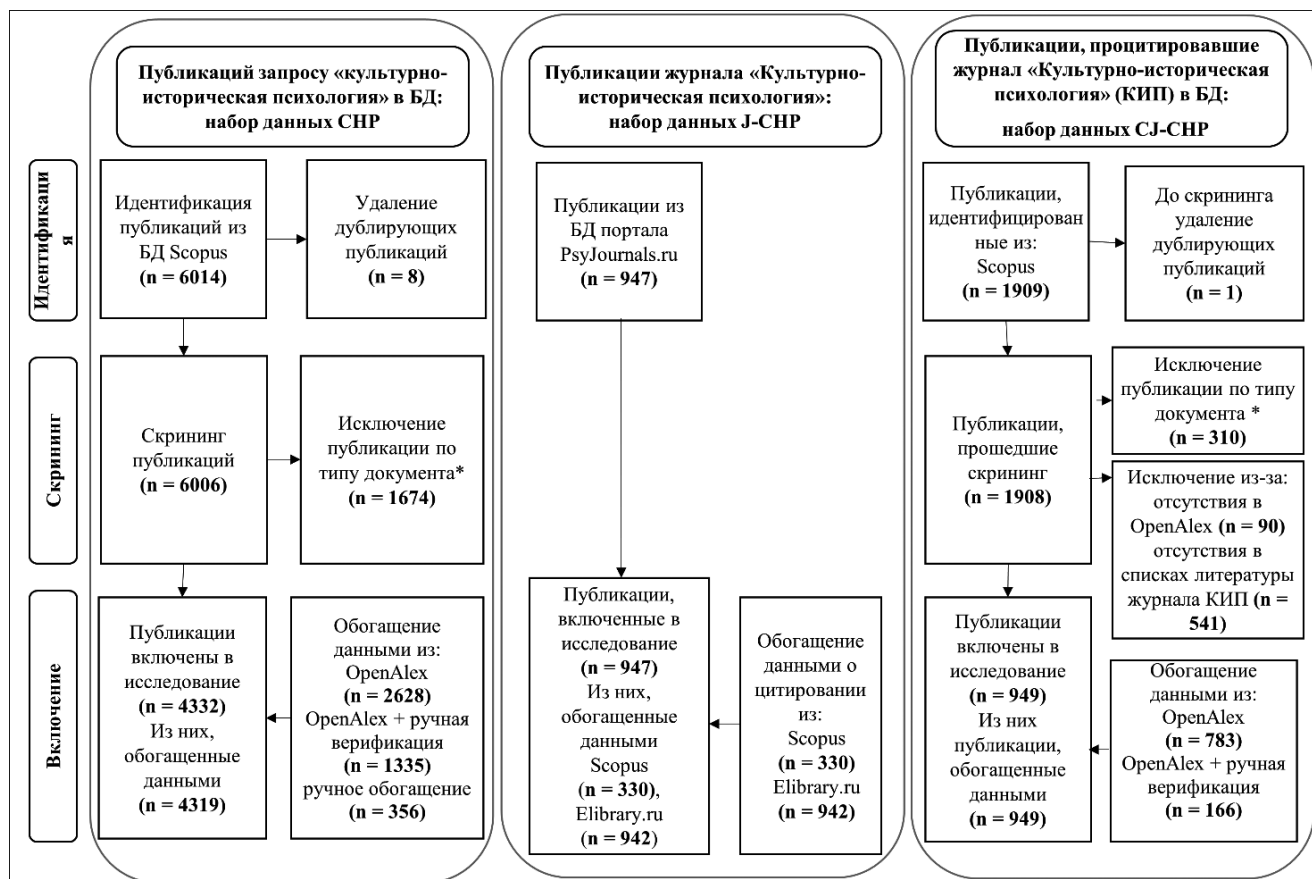 Публикаций запросу «культурно-
историческая психология» в БД:
набор данных CHP
Публикации журнала «Культурно-
историческая психология»:
набор данных J-CHP
Публикации, процитировавшие
журнал «Культурно-историческая
психология» (КИП) в БД:
набор данных CJ-CHP
Идентификаци
я
Идентификация
публикаций из
БД Scopus
(n = 6014)
Удаление
дублирующих
публикаций
(n = 8)
Публикации из
БД портала
PsyJournals.ru
(n = 947)
Публикации,
идентифицирован
ные из:
Scopus
(n = 1909)
До скрининга
удаление
дублирующих
публикаций
(n = 1)
Скрининг
Скрининг
публикаций
(n = 6006)
Исключение
публикации по
типу документа*
(n = 1674)
Публикации,
прошедшие
скрининг
(n = 1908)
Исключение
публикации по типу
документа *
(n = 310)
Исключение из-за:
отсутствия в
OpenAlex (n = 90)
отсутствия в
списках литературы
журнала КИП (n =
541)
Включение
Публикации
включены в
исследование
(n = 4332)
Из них,
обогащенные
данными
(n = 4319)
Обогащение
данными из:
OpenAlex
(n = 2628)
OpenAlex + ручная
верификация
(n = 1335)
ручное обогащение
(n = 356)
Публикации,
включенные в
исследование
(n = 947)
Из них,
обогащенные
данными
Scopus
(n = 330),
Elibrary.ru
(n = 942)
Обогащение
данными о
цитировании
из:
Scopus
(n = 330)
Elibrary.ru
(n = 942)
Публикации
включены в
исследование
(n = 949)
Из них
публикации,
обогащенные
данными
(n = 949)
Обогащение
данными из:
OpenAlex
(n = 783)
OpenAlex + ручная
верификация
(n = 166)